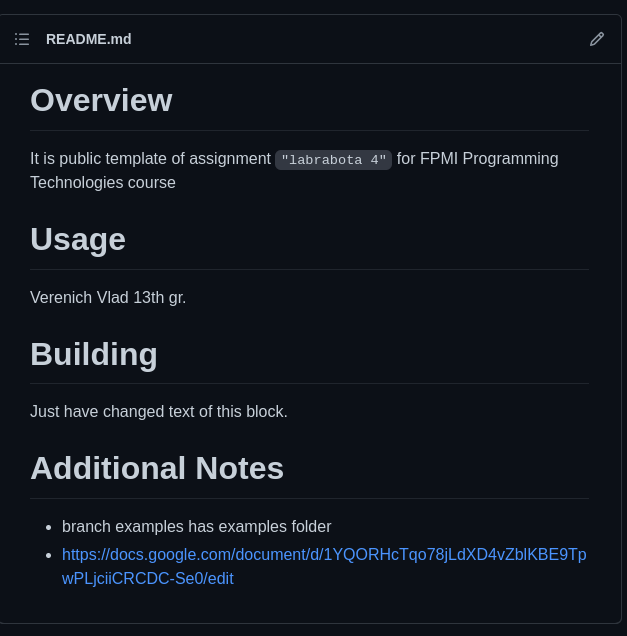 README.md
Overview
It is public template of assignment "labrabota 4" for FPMI Programming
Technologies course
Usage
Verenich Vlad 13th gr.
Building
Just have changed text of this block.
Additional Notes
branch examples has examples folder
https://docs.google.com/document/d/1YQORHcTqo78jLdXD4vZblKBE9Tp
wPLjciiCRCDC-Se0/edit